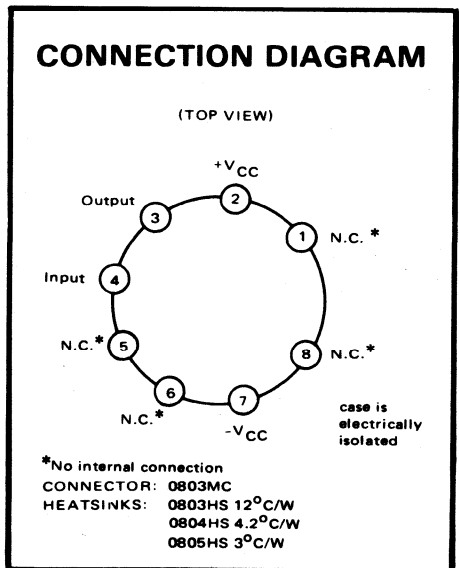 CONNECTION DIAGRAM
(TOP VIEW)
+VCC
Output
2
3
1
N.C. *
Input
4
N.C.*
5
8
N.C.*
6
7
N.C.*
-VCC
case is
electrically
isolated
*No internal connection
CONNECTOR: 0803MC
HEATSINKS: 0803HS 12°C/W
0804HS 4.2°C/W
0805HS 3°C/W